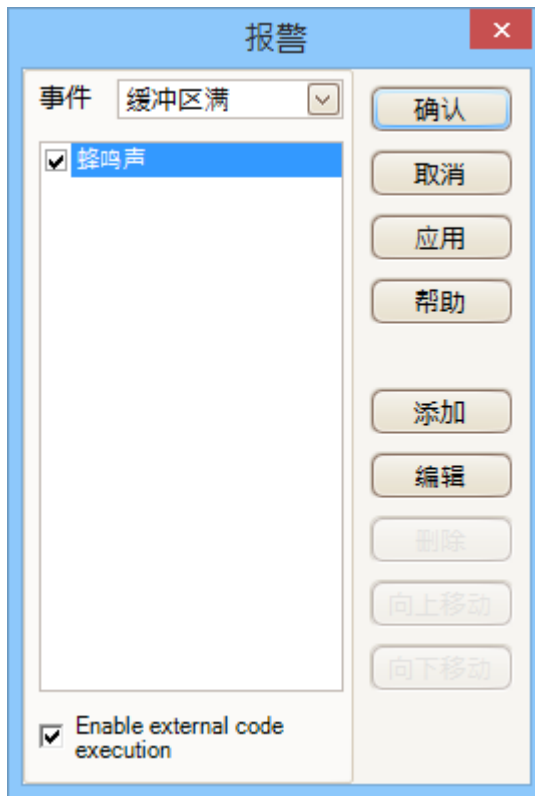 报警
事件 缓冲区满
蜂鸣声
Enable external code
execution
确认
取消
应用
帮助
添加
编辑
删除
向上移动
向下移动